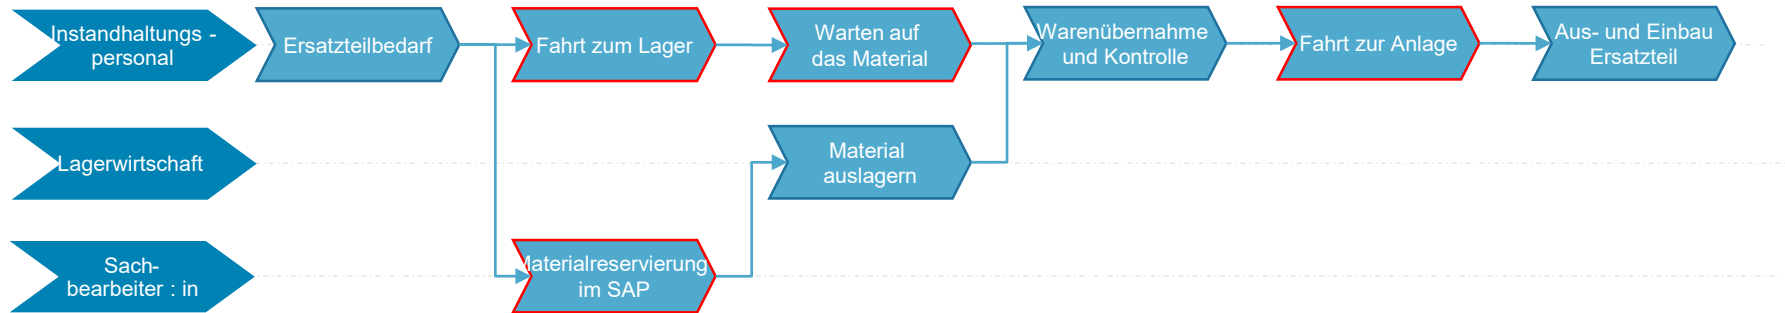 Instandhaltungs -
personal
Ersatzteilbedarf
Fahrt zum Lager
Warten auf
das Material
Warenübernahme
und Kontrolle
Fahrt zur Anlage
Aus- und Einbau
Ersatzteil
Lagerwirtschaft
Material
auslagern
Sach-
bearbeiter : in
Materialreservierung
im SAP